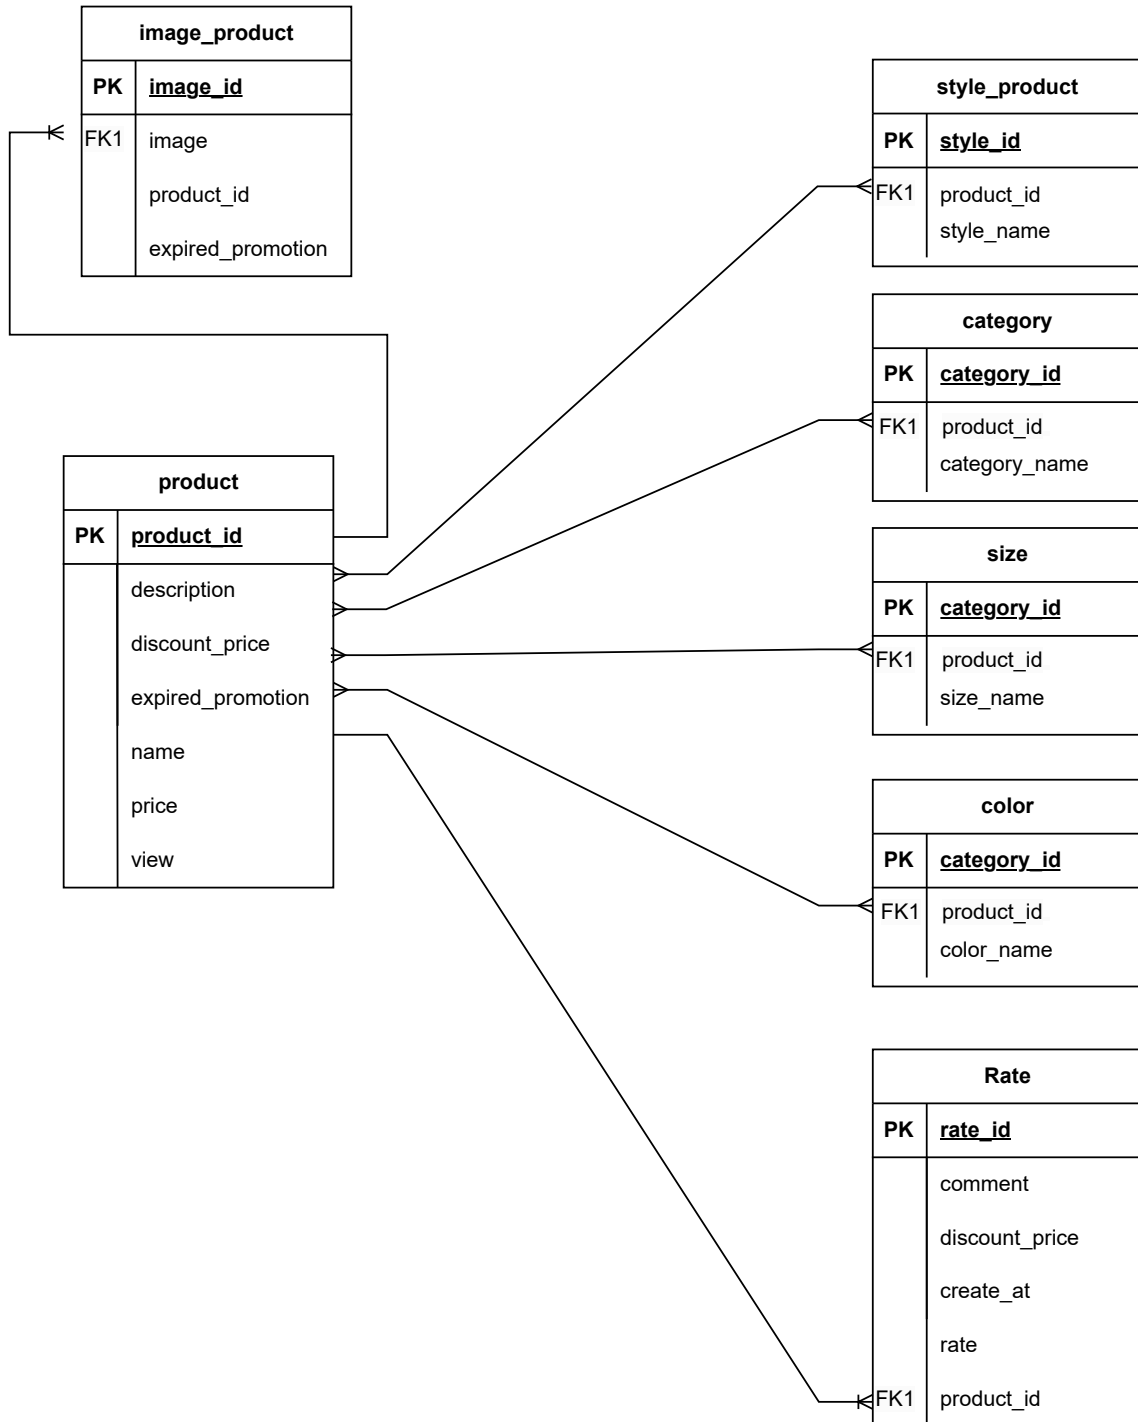 image_product
PK image_id
FK1 image
product_id
expired_promotion
product
PK product_id
description
discount_price
expired_promotion
name
price
view
style_product
PK style_id
FK1 product_id
style_name
category
PK category_id
FK1 product_id
category_name
size
PK category_id
FK1 product_id
size_name
color
PK category_id
FK1 product_id
color_name
Rate
PK rate_id
comment
discount_price
create_at
rate
FK1 product_id